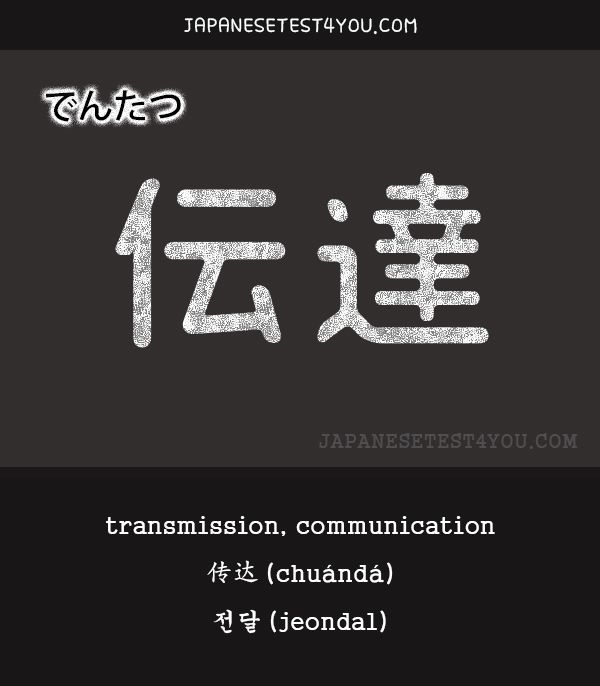 JAPANESETEST4YOU.COM
でんたつ
伝達
JAPANESETEST4YOU.COM
transmission, communication
传达 (chuándá)
전달 (jeondal)